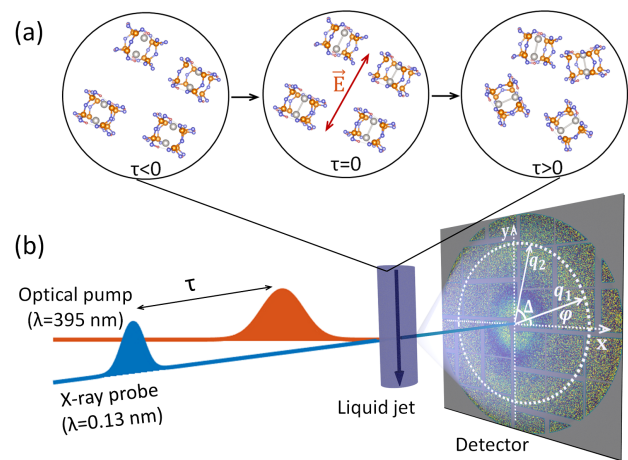 (a)
E
τ<0
τ=0
τ>0
(b)
τ
Optical pump
(λ=395 nm)
X-ray probe
(λ=0.13 nm)
Liquid jet
Detector
y
q₂
q₁
Δ
φ
x